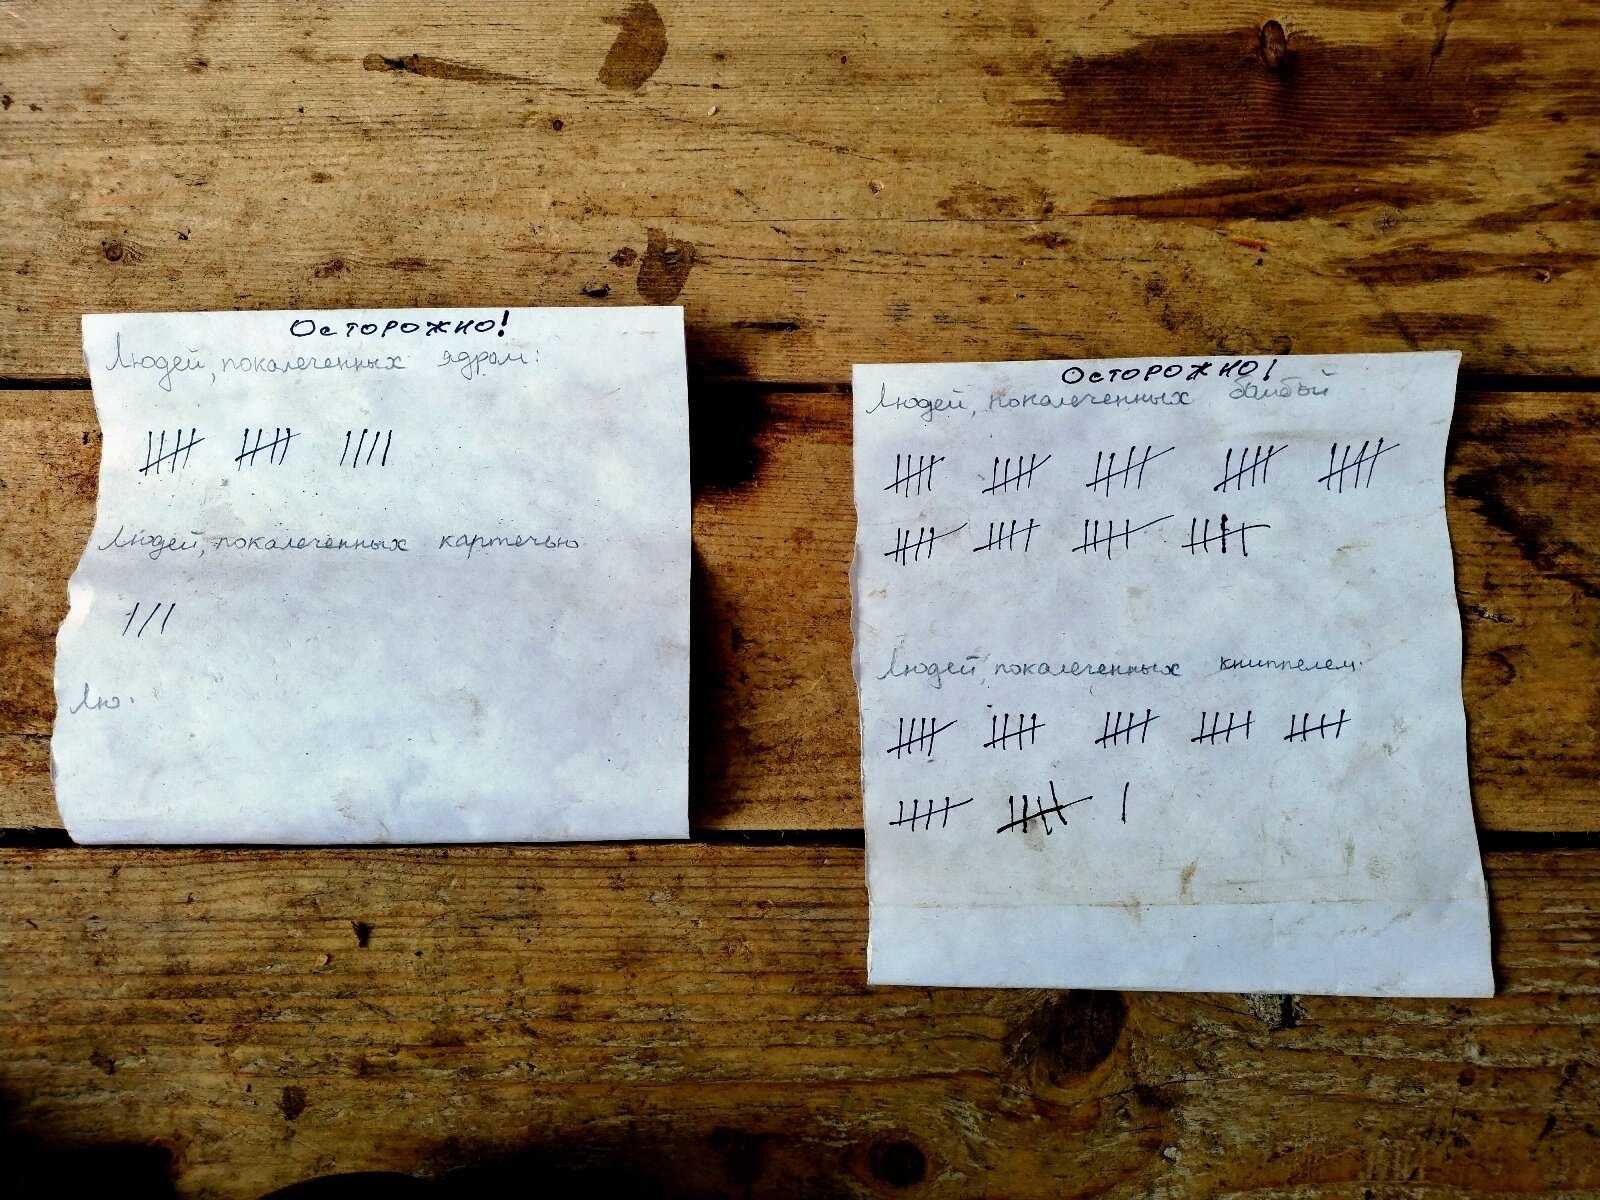 Осторожно!
Людей, покалеченных ядром:
Людей, покалеченных картечью
Лю.
Осторожно!
Людей, покалеченных бомбой
Людей, покалеченных книппелем: